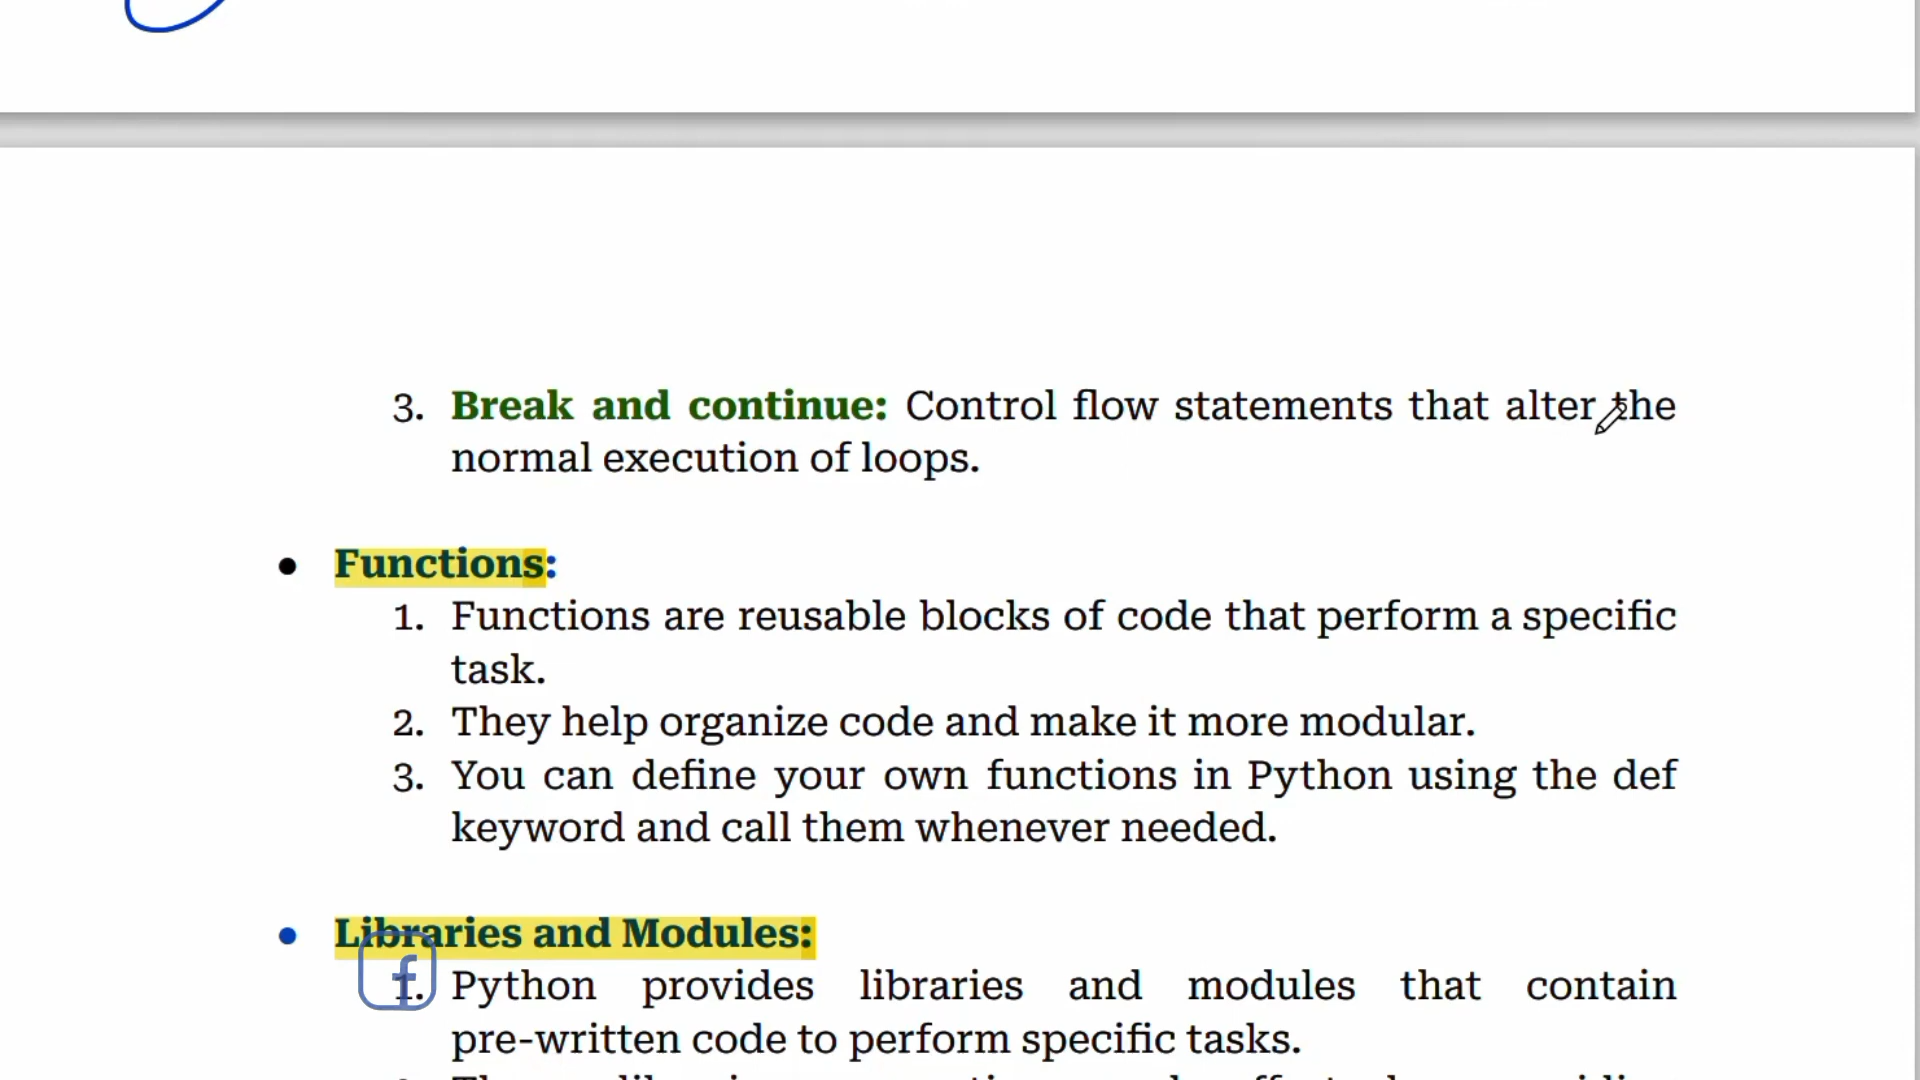 3. Break and continue: Control flow statements that alter the
normal execution of loops.
● Functions:
1. Functions are reusable blocks of code that perform a specific
task.
2. They help organize code and make it more modular.
3. You can define your own functions in Python using the def
keyword and call them whenever needed.
● Libraries and Modules:
1. Python provides libraries and modules that contain
pre-written code to perform specific tasks.